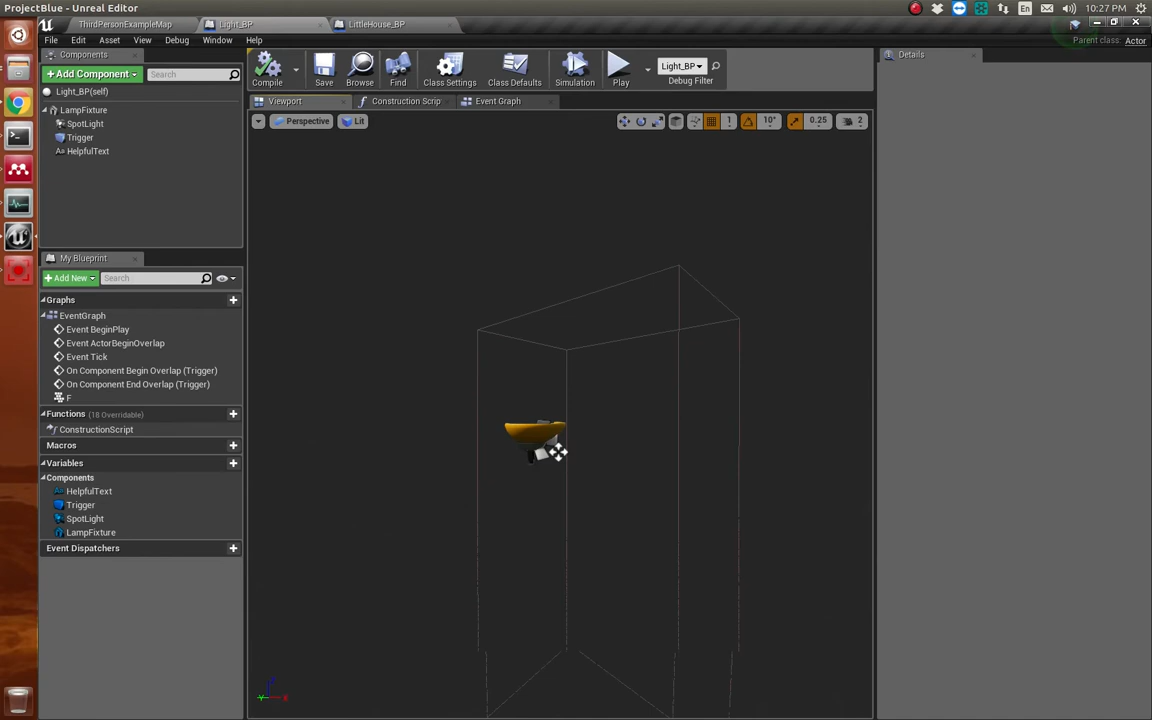 ProjectBlue - Unreal Editor
En
10:27 PM
ThirdPersonExampleMap
Light_BP
LittleHouse_BP
File Edit Asset View Debug Window Help
Parent class: Actor
Components
+Add Component
Search
Light_BP(self)
LampFixture
SpotLight
Trigger
HelpfulText
Compile
Save
Browse
Find
Class Settings
Class Defaults
Simulation
Play
Light_BP
Debug Filter
Details
Viewport
Construction Scrip
Event Graph
Perspective
Lit
1
10°
0.25
2
My Blueprint
+Add New
Search
Graphs
EventGraph
Event BeginPlay
Event ActorBeginOverlap
Event Tick
On Component Begin Overlap (Trigger)
On Component End Overlap (Trigger)
F
Functions (18 Overridable)
ConstructionScript
Macros
Variables
Components
HelpfulText
Trigger
SpotLight
LampFixture
Event Dispatchers
Z
Y
X